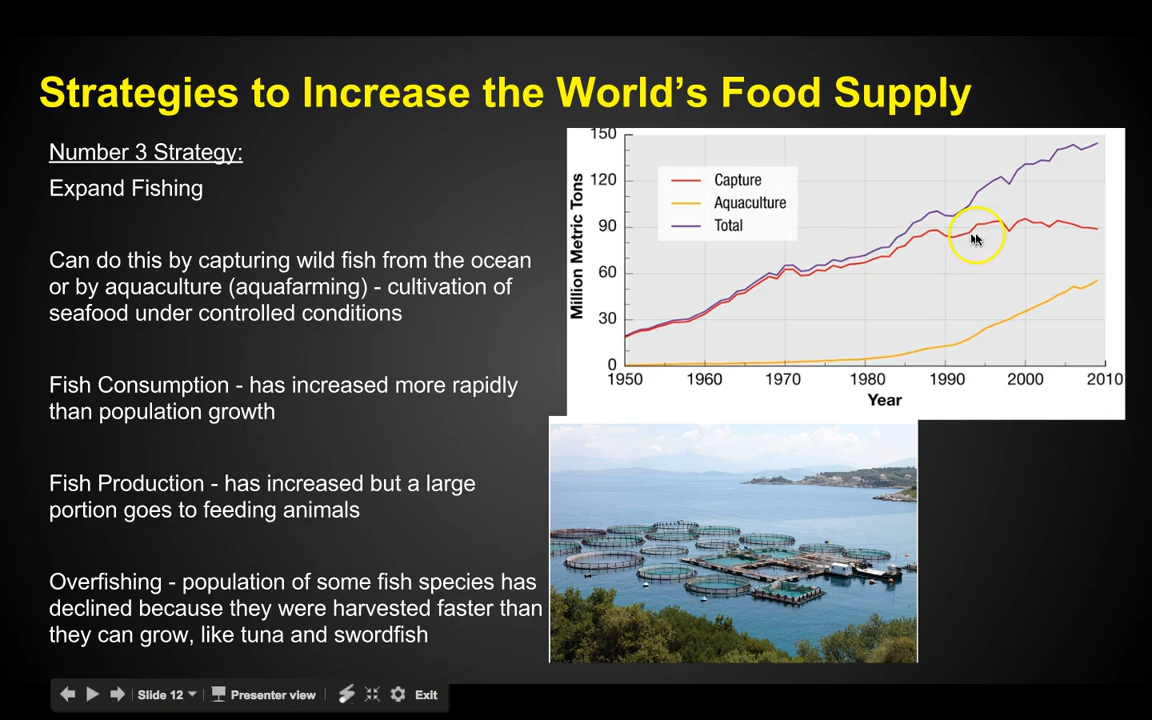 Strategies to Increase the World's Food Supply
Number 3 Strategy:
Expand Fishing
Can do this by capturing wild fish from the ocean
or by aquaculture (aquafarming) - cultivation of
seafood under controlled conditions
Fish Consumption - has increased more rapidly
than population growth
Fish Production - has increased but a large
portion goes to feeding animals
Overfishing - population of some fish species has
declined because they were harvested faster than
they can grow, like tuna and swordfish
150
120
90
60
30
0
Million Metric Tons
Capture
Aquaculture
Total
1950 1960 1970 1980 1990 2000 2010
Year
Slide 12 Presenter view Exit